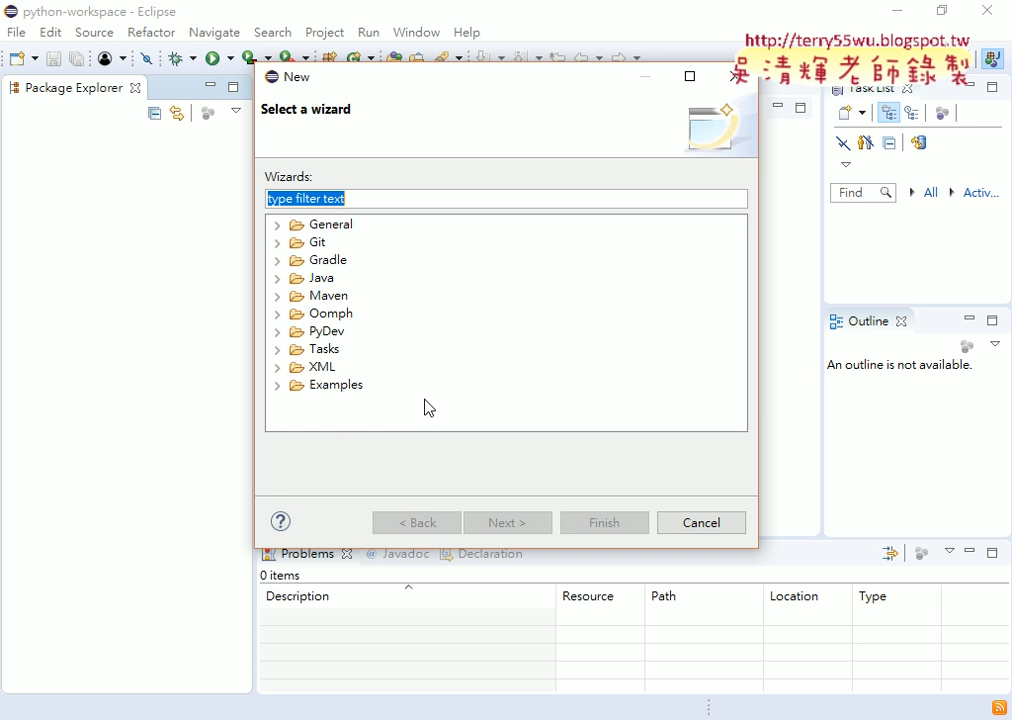 python-workspace - Eclipse
File Edit Source Refactor Navigate Search Project Run Window Help
http://terry55wu.blogspot.tw
吳清輝老師錄製
Package Explorer
New
Select a wizard
Wizards:
type filter text
General
Git
Gradle
Java
Maven
Oomph
PyDev
Tasks
XML
Examples
< Back Next > Finish Cancel
Task List
Find All Activ...
Outline
An outline is not available.
Problems @ Javadoc Declaration
0 items
Description Resource Path Location Type